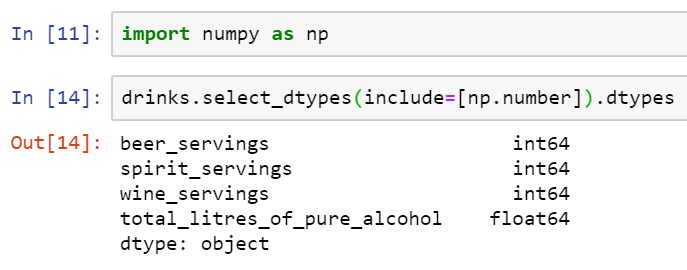 In [11]: import numpy as np
In [14]: drinks.select_dtypes(include=[np.number]).dtypes
Out[14]: beer_servings int64
spirit_servings int64
wine_servings int64
total_litres_of_pure_alcohol float64
dtype: object